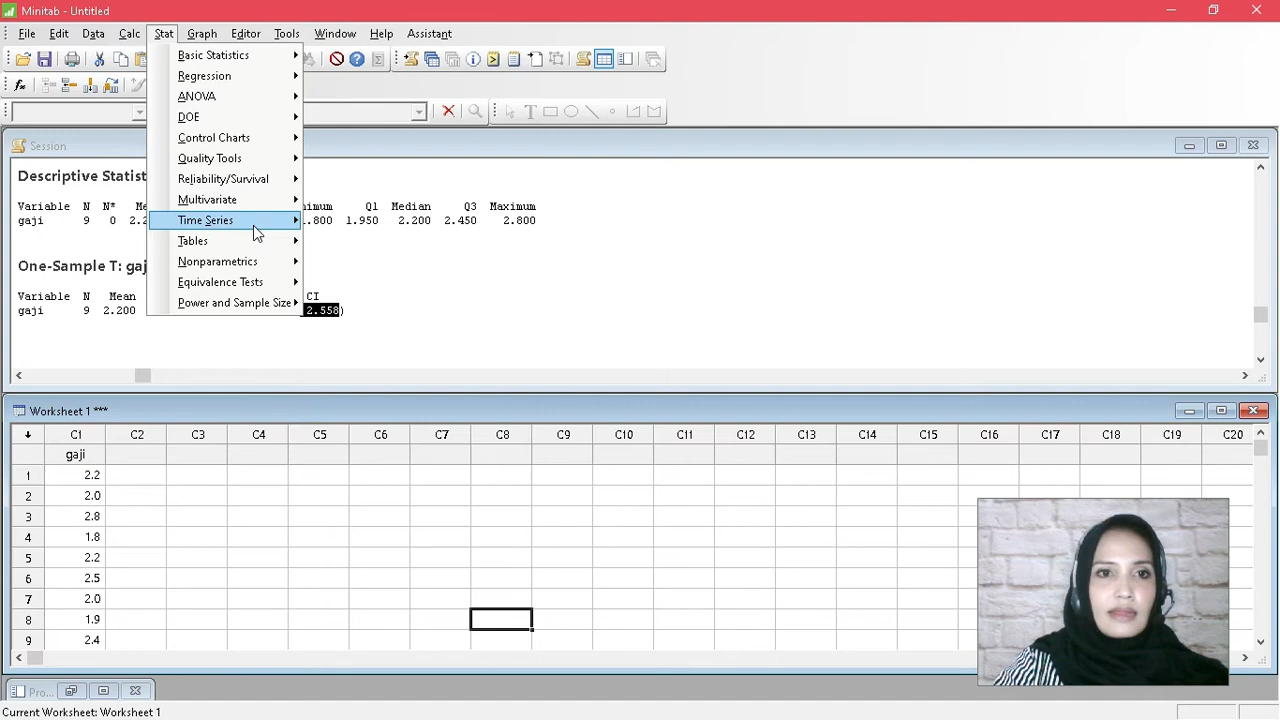 Minitab - Untitled
File Edit Data Calc Stat Graph Editor Tools Window Help Assistant
Basic Statistics
Regression
ANOVA
DOE
Control Charts
Quality Tools
Reliability/Survival
Multivariate
Time Series
Tables
Nonparametrics
Equivalence Tests
Power and Sample Size
Session
Descriptive Statist
Variable N N* Me nimum Q1 Median Q3 Maximum
gaji 9 0 2.2 1.800 1.950 2.200 2.450 2.800
One-Sample T: gaj
Variable N Mean CI
gaji 9 2.200 2.558)
Worksheet 1 ***
C1 C2 C3 C4 C5 C6 C7 C8 C9 C10 C11 C12 C13 C14 C15 C16 C17 C18 C19 C20
gaji
1 2.2
2 2.0
3 2.8
4 1.8
5 2.2
6 2.5
7 2.0
8 1.9
9 2.4
Pro...
Current Worksheet: Worksheet 1